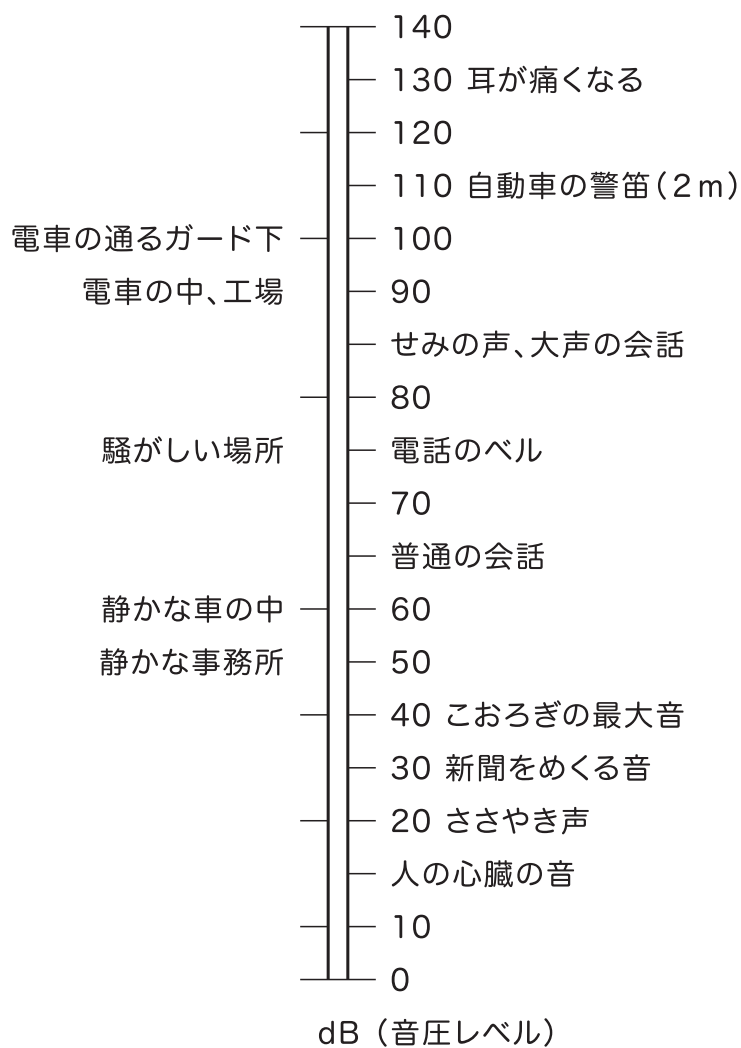 140
130 耳が痛くなる
120
110 自動車の警笛(2m)
電車の通るガード下 100
電車の中、工場 90
せみの声、大声の会話
80
騒がしい場所 電話のベル
70
普通の会話
静かな車の中 60
静かな事務所 50
40 こおろぎの最大音
30 新聞をめくる音
20 ささやき声
人の心臓の音
10
0
dB(音圧レベル)